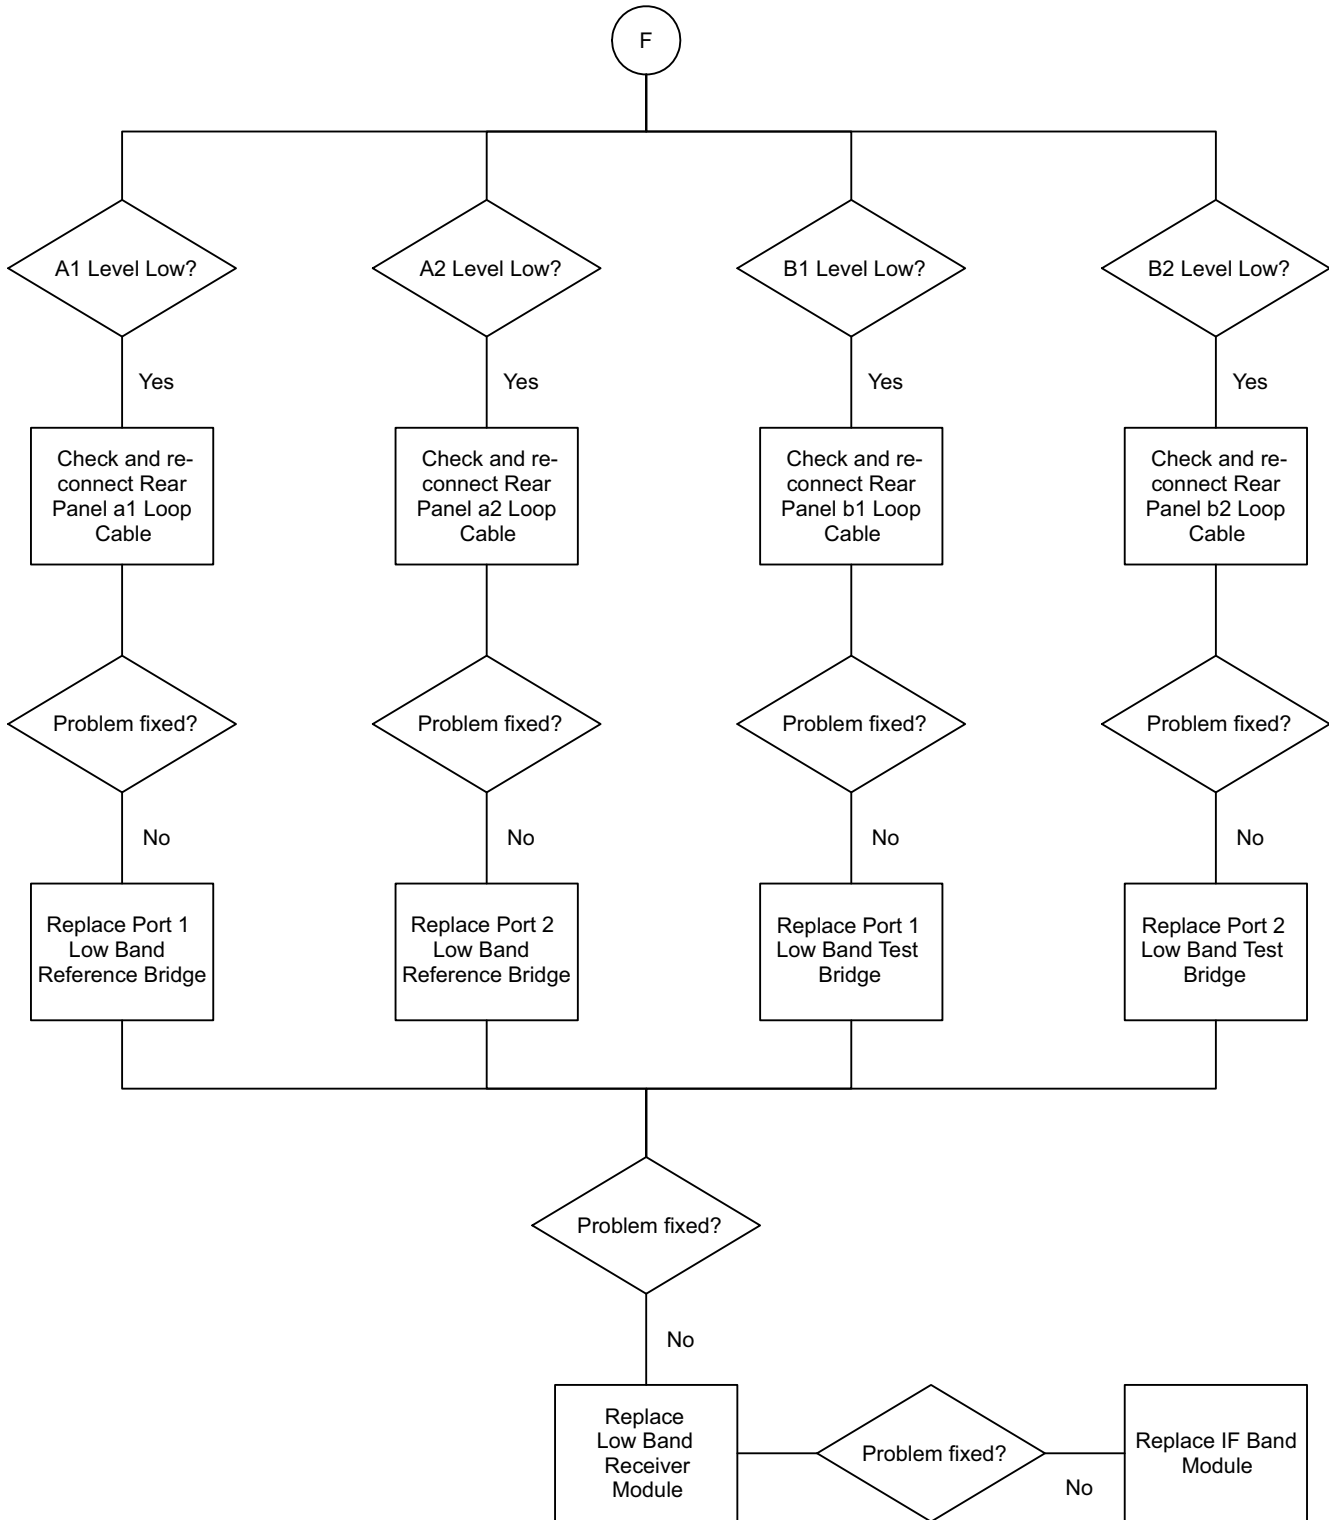 F
A1 Level Low?
A2 Level Low?
B1 Level Low?
B2 Level Low?
Yes
Yes
Yes
Yes
Check and re-
connect Rear
Panel a1 Loop
Cable
Check and re-
connect Rear
Panel a2 Loop
Cable
Check and re-
connect Rear
Panel b1 Loop
Cable
Check and re-
connect Rear
Panel b2 Loop
Cable
Problem fixed?
Problem fixed?
Problem fixed?
Problem fixed?
No
No
No
No
Replace Port 1
Low Band
Reference Bridge
Replace Port 2
Low Band
Reference Bridge
Replace Port 1
Low Band Test
Bridge
Replace Port 2
Low Band Test
Bridge
Problem fixed?
No
Replace
Low Band
Receiver
Module
Problem fixed?
No
Replace IF Band
Module